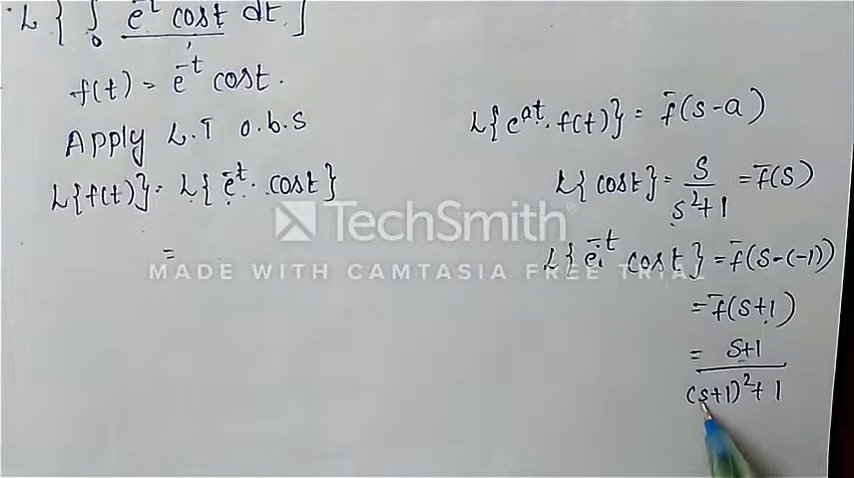 L{ ∫₀ e^-t cost dt }
f(t) = e^-t cost.
Apply L.T o.b.s
L{f(t)} = L{e^-t. cost}
=
L{e^at. f(t)} = f̄(s-a)
L{cost} = s/(s²+1) = f̄(s)
L{e^-t cost} = f̄(s-(-1))
= f̄(s+1)
= (s+1)/((s+1)²+1)
TechSmith®
MADE WITH CAMTASIA FREE TRIAL